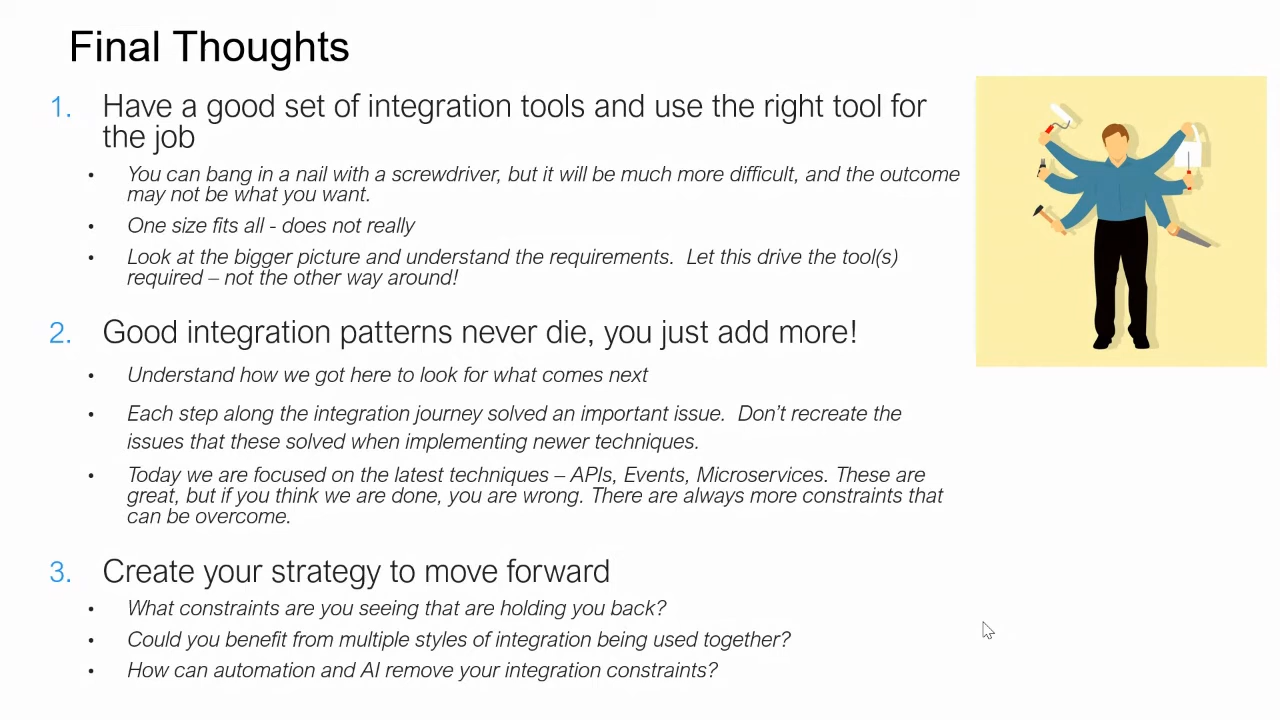 Final Thoughts
1. Have a good set of integration tools and use the right tool for
the job
• You can bang in a nail with a screwdriver, but it will be much more difficult, and the outcome
may not be what you want.
• One size fits all - does not really
• Look at the bigger picture and understand the requirements.  Let this drive the tool(s)
required – not the other way around!
2. Good integration patterns never die, you just add more!
• Understand how we got here to look for what comes next
• Each step along the integration journey solved an important issue.  Don’t recreate the
issues that these solved when implementing newer techniques.
• Today we are focused on the latest techniques – APIs, Events, Microservices. These are
great, but if you think we are done, you are wrong. There are always more constraints that
can be overcome.
3. Create your strategy to move forward
• What constraints are you seeing that are holding you back?
• Could you benefit from multiple styles of integration being used together?
• How can automation and AI remove your integration constraints?